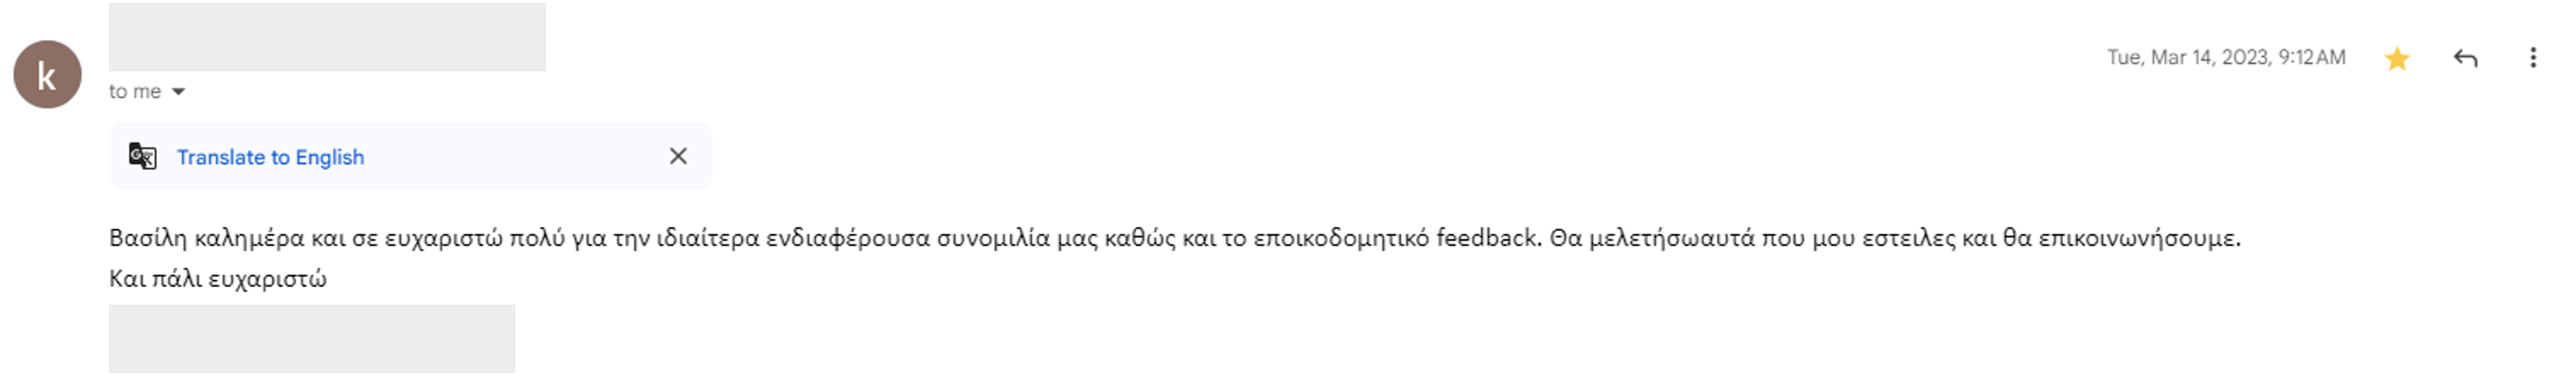 k
Tue, Mar 14, 2023, 9:12 AM
to me
Translate to English
Βασίλη καλημέρα και σε ευχαριστώ πολύ για την ιδιαίτερα ενδιαφέρουσα συνομιλία μας καθώς και το εποικοδομητικό feedback. Θα μελετήσωαυτά που μου εστειλες και θα επικοινωνήσουμε.
Και πάλι ευχαριστώ